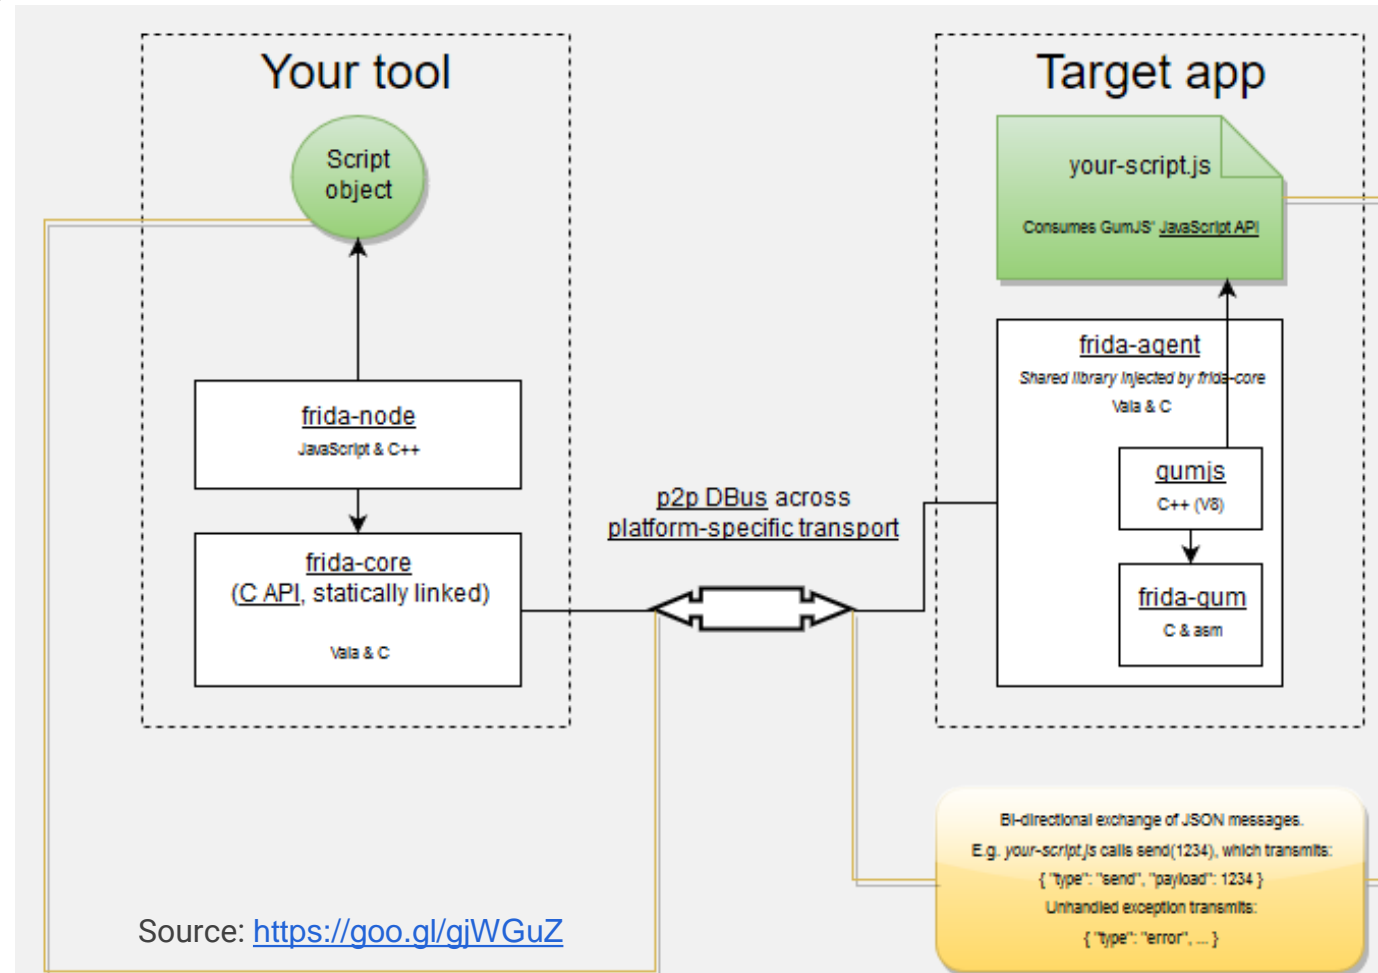 Your tool
Script
object
frida-node
JavaScript & C++
frida-core
(C API, statically linked)
Vala & C
Source: https://goo.gl/gjWGuZ
p2p DBus across
platform-specific transport
Target app
your-script.js
Consumes GumJS' JavaScript API
frida-agent
Shared library injected by frida-core
Vala & C
gumjs
C++ (V8)
frida-gum
C & asm
Bi-directional exchange of JSON messages.
E.g. your-script.js calls send(1234), which transmits:
{ "type": "send", "payload": 1234 }
Unhandled exception transmits:
{ "type": "error", ... }